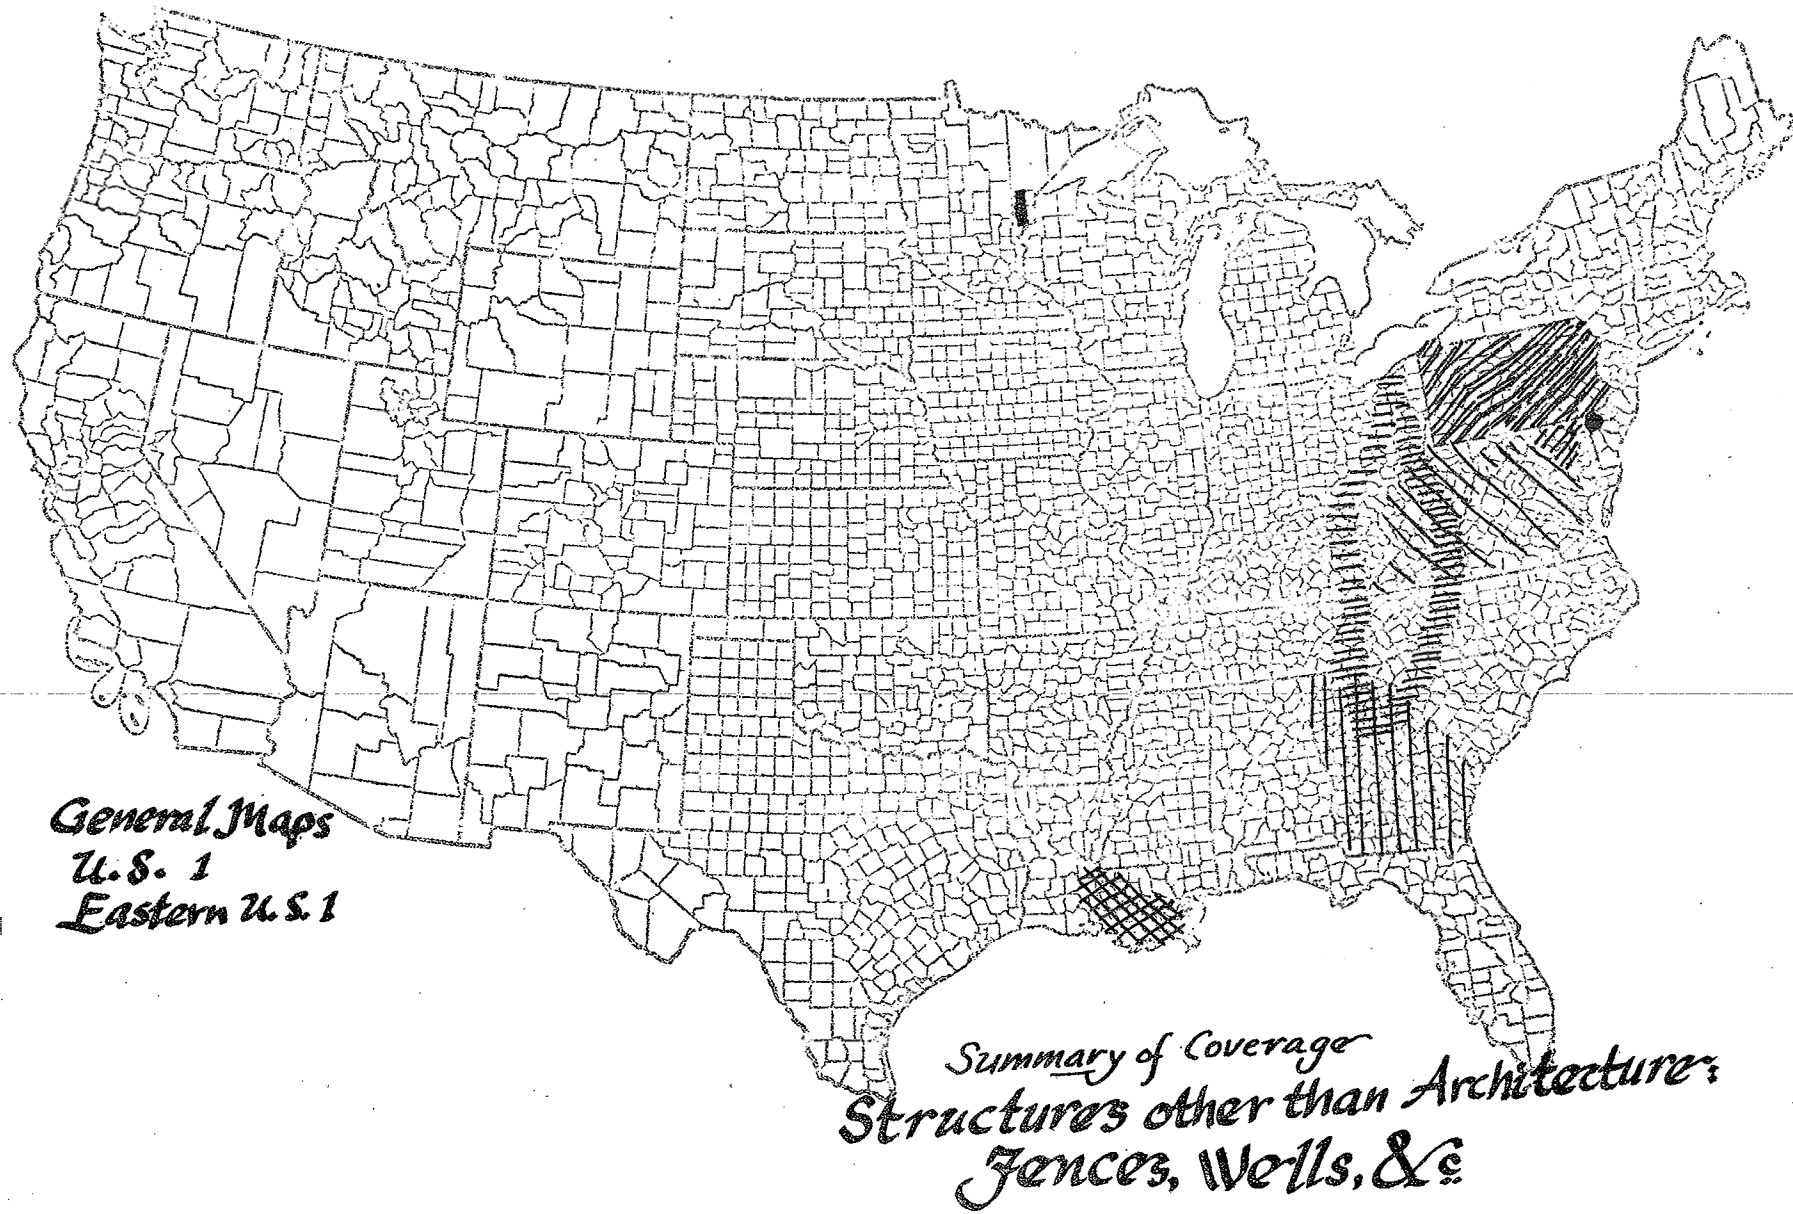 General Maps
U.S. 1
Eastern U.S. 1
Summary of Coverage
Structures other than Architecture:
Fences, Wells, &c